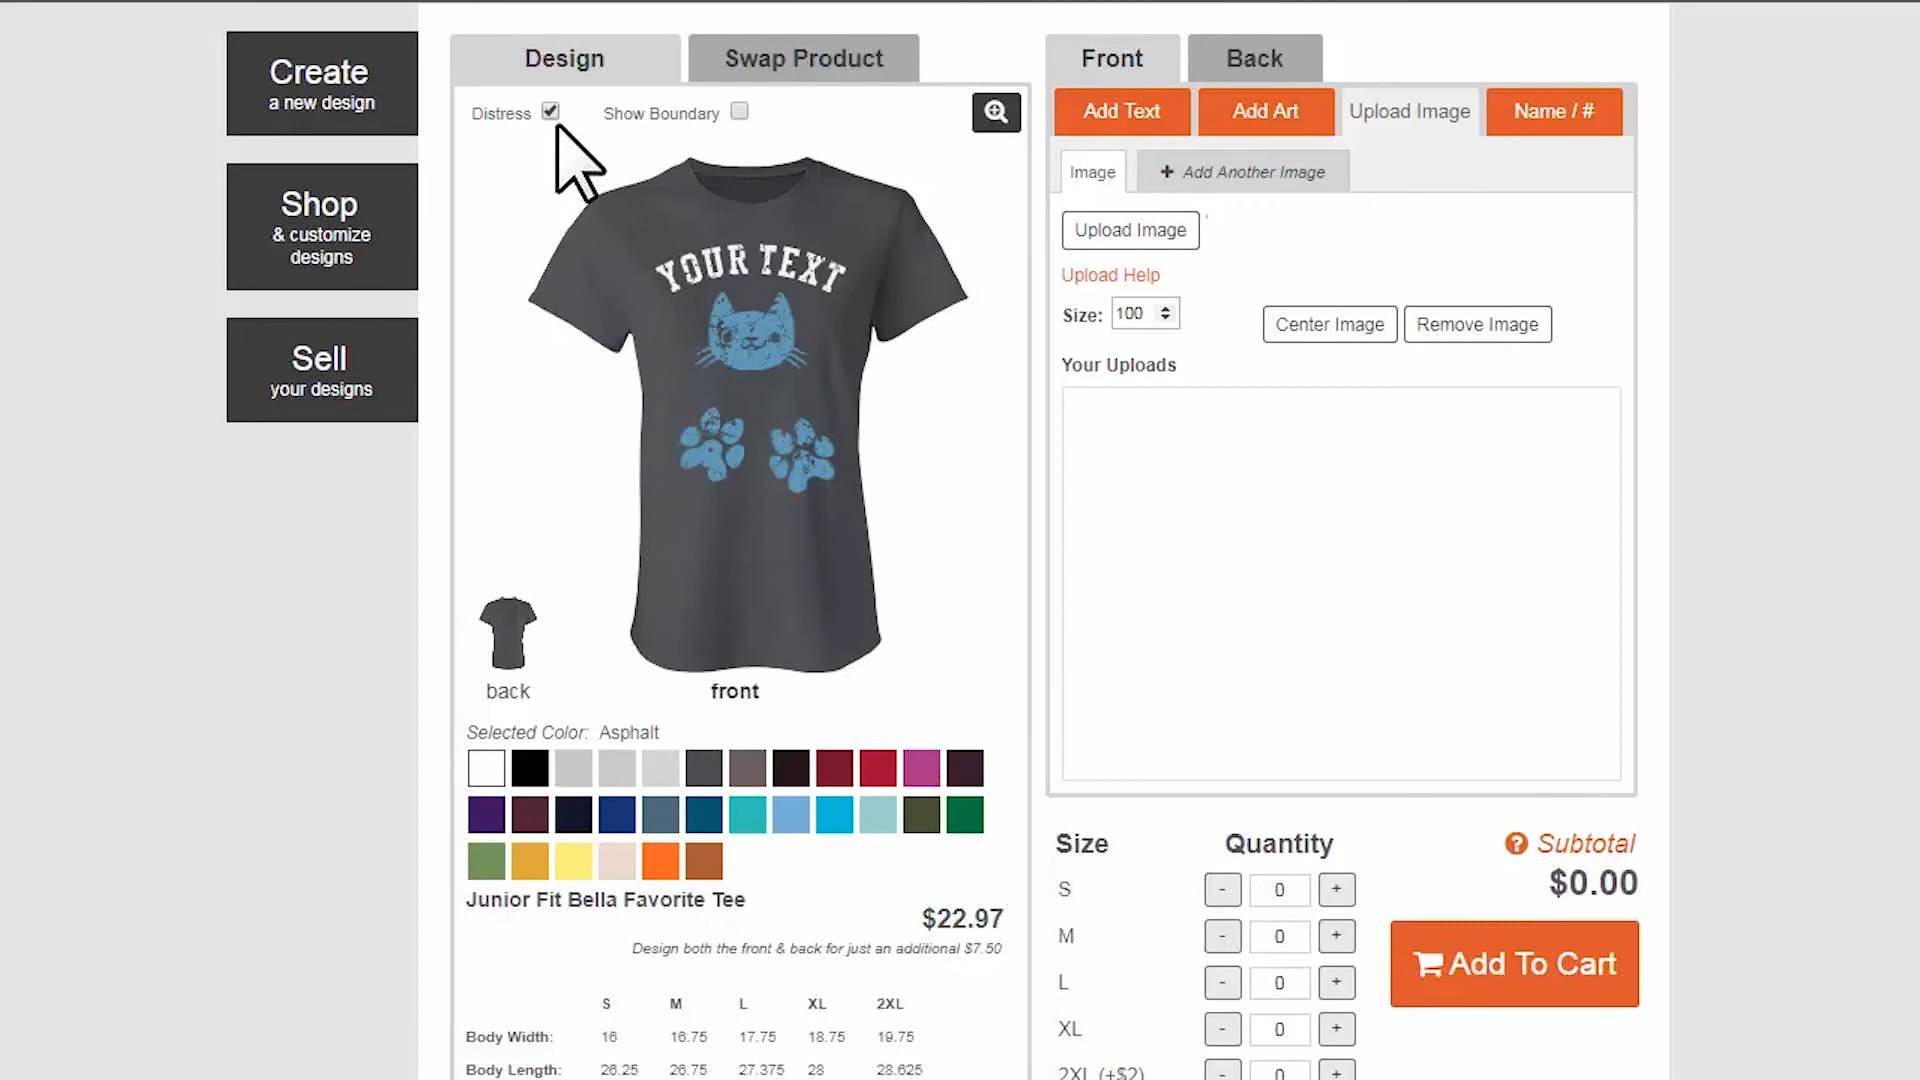 Create
a new design
Shop
& customize
designs
Sell
your designs
Design
Swap Product
Distress
Show Boundary
YOUR TEXT
back
front
Selected Color: Asphalt
Junior Fit Bella Favorite Tee
$22.97
Design both the front & back for just an additional $7.50
S M L XL 2XL
Body Width: 16 16.75 17.75 18.75 19.75
Body Length: 26.25 26.75 27.375 28 28.625
Front
Back
Add Text
Add Art
Upload Image
Name / #
Image
+ Add Another Image
Upload Image
Upload Help
Size: 100
Center Image
Remove Image
Your Uploads
Size Quantity
? Subtotal
$0.00
S - 0 +
M - 0 +
L - 0 +
XL - 0 +
2XL (+$2) - 0 +
Add To Cart